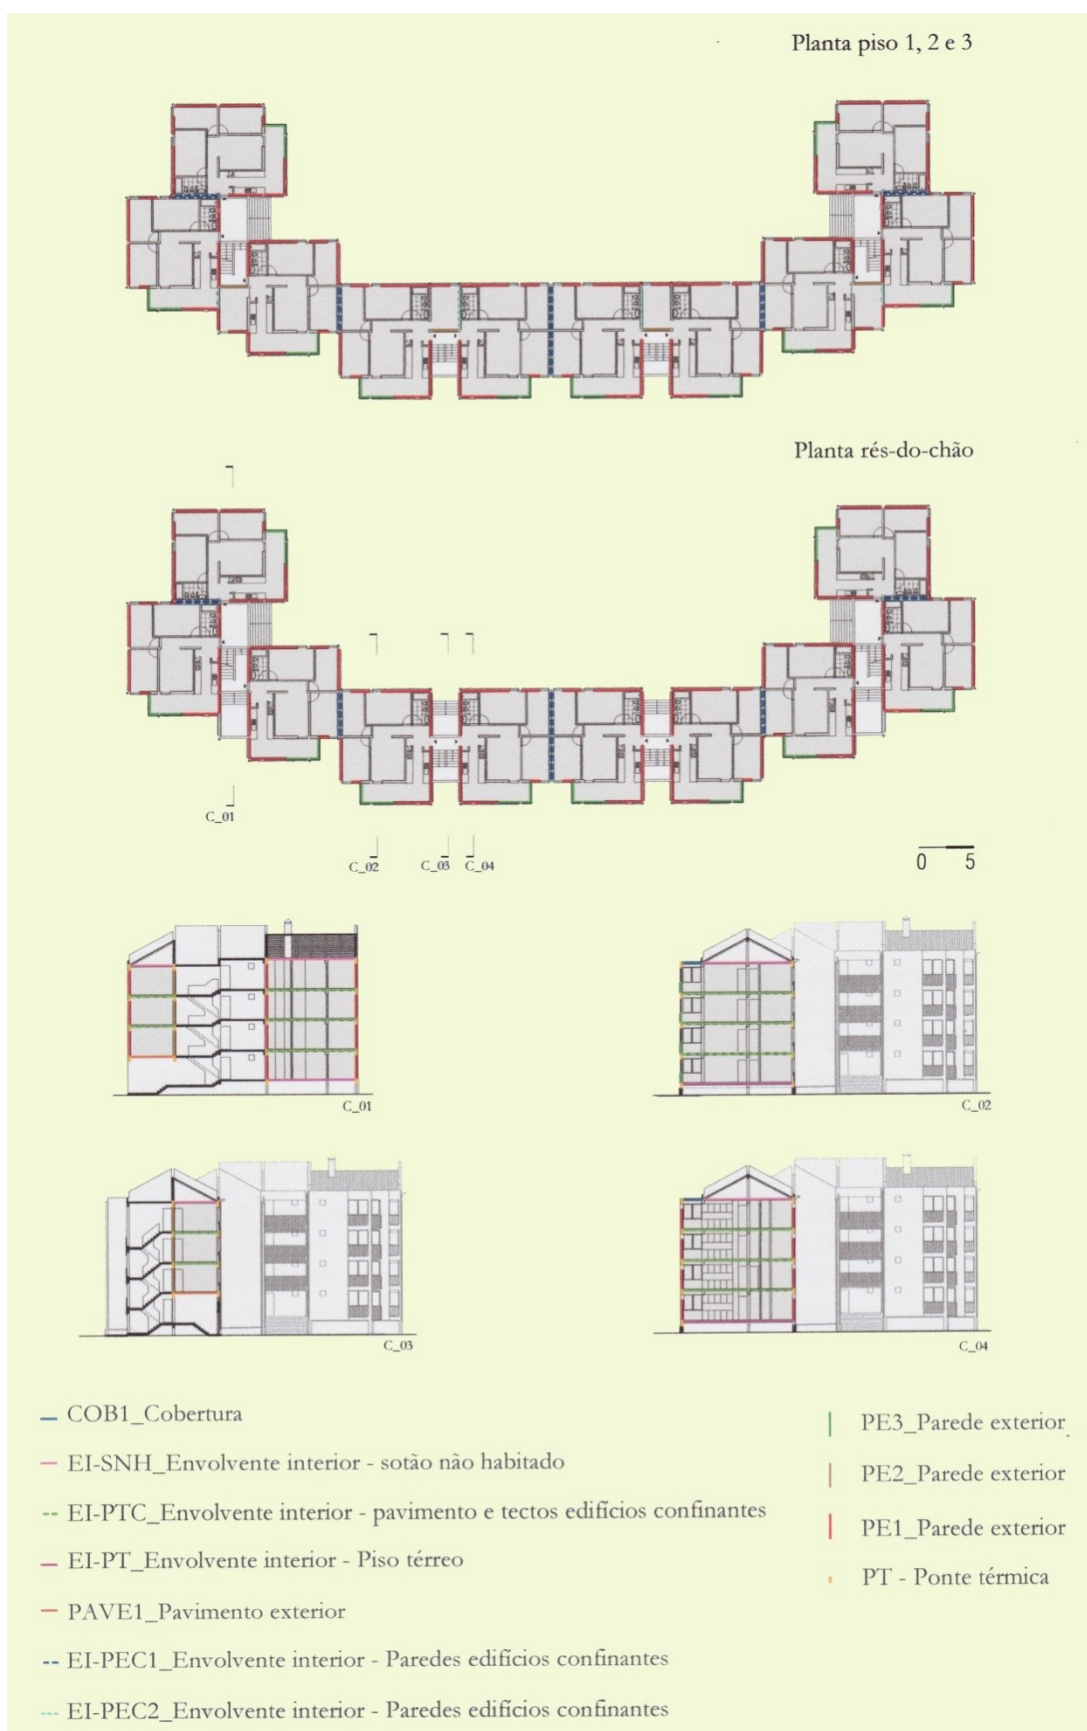 Planta piso 1, 2 e 3
Planta rés-do-chão
C_01
C_02
C_03
C_04
0 5
C_01
C_02
C_03
C_04
COB1_Cobertura
EI-SNH_Envolvente interior - sotão não habitado
EI-PTC_Envolvente interior - pavimento e tectos edifícios confinantes
EI-PT_Envolvente interior - Piso térreo
PAVE1_Pavimento exterior
EI-PEC1_Envolvente interior - Paredes edifícios confinantes
EI-PEC2_Envolvente interior - Paredes edifícios confinantes
PE3_Parede exterior
PE2_Parede exterior
PE1_Parede exterior
PT - Ponte térmica